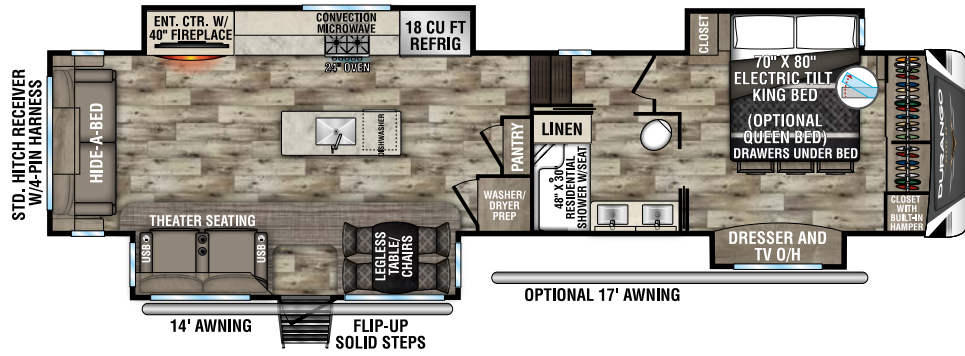 ENT. CTR. W/
40" FIREPLACE
CONVECTION
MICROWAVE
24" OVEN
18 CU FT
REFRIG
CLOSET
70" X 80"
ELECTRIC TILT
KING BED
(OPTIONAL
QUEEN BED)
DRAWERS UNDER BED
STD. HITCH RECEIVER
W/4-PIN HARNESS
HIDE-A-BED
DISHWASHER
PANTRY
LINEN
48" X 30"
RESIDENTIAL
SHOWER W/SEAT
WASHER/
DRYER
PREP
DURANGO
CLOSET
WITH
BUILT-IN
HAMPER
THEATER SEATING
USB
USB
LEGLESS
TABLE/
CHAIRS
DRESSER AND
TV O/H
OPTIONAL 17' AWNING
14' AWNING
FLIP-UP
SOLID STEPS